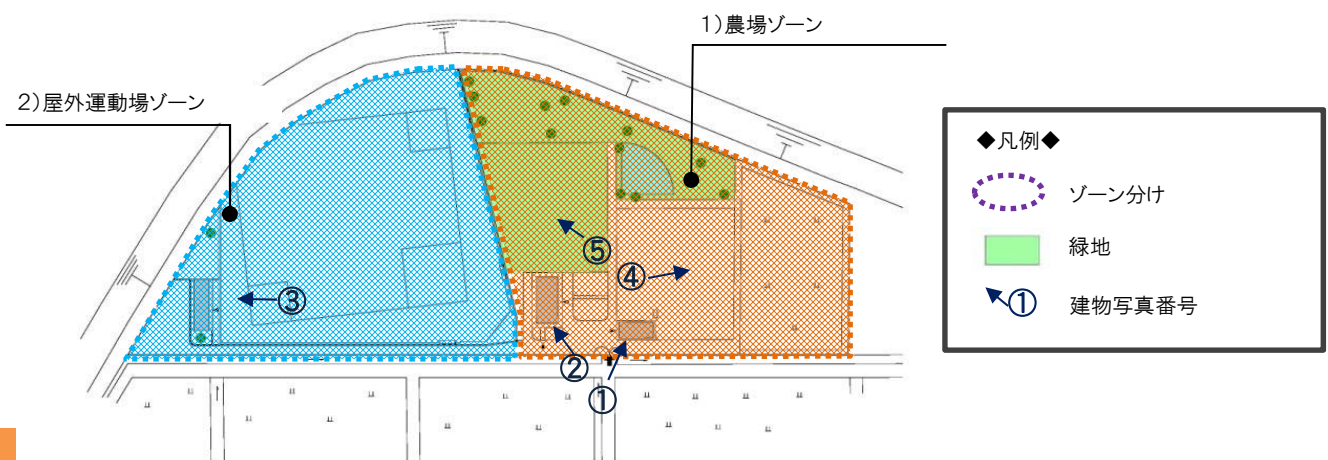 1)農場ゾーン
2)屋外運動場ゾーン
◆凡例◆
ゾーン分け
緑地
① 建物写真番号
⑤
④
③
②
①